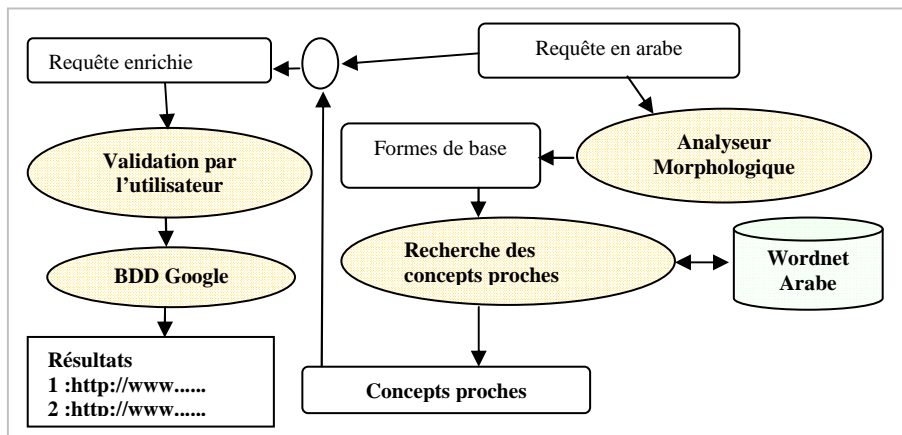 Requête enrichie
Requête en arabe
Formes de base
Analyseur
Morphologique
Validation par
l'utilisateur
Recherche des
concepts proches
Wordnet
Arabe
BDD Google
Résultats
1 :http://www......
2 :http://www......
Concepts proches